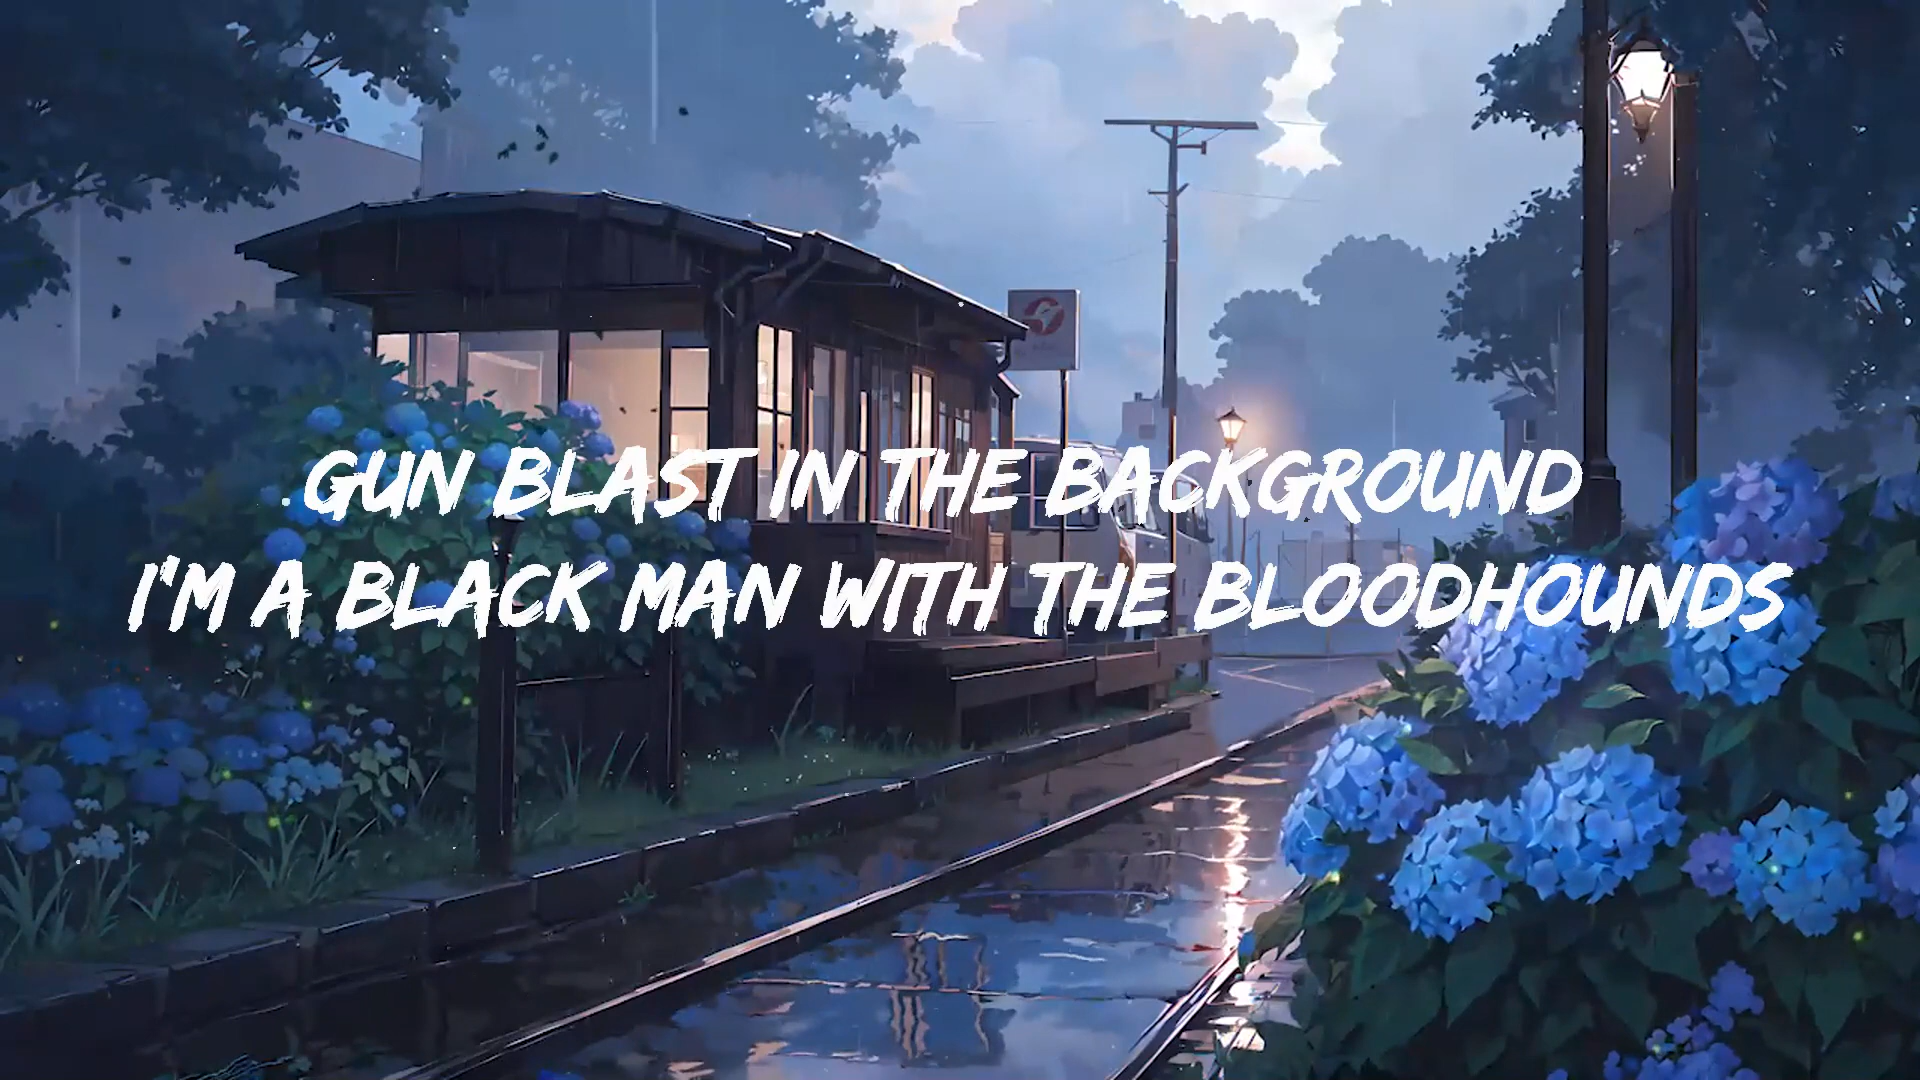 GUN BLAST IN THE BACKGROUND
I'M A BLACK MAN WITH THE BLOODHOUNDS